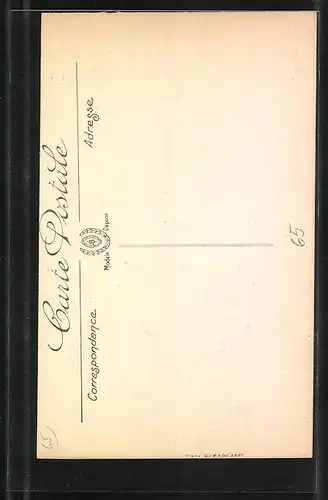 Carte Postale
Correspondance
Adresse
Modèle Déposé
65